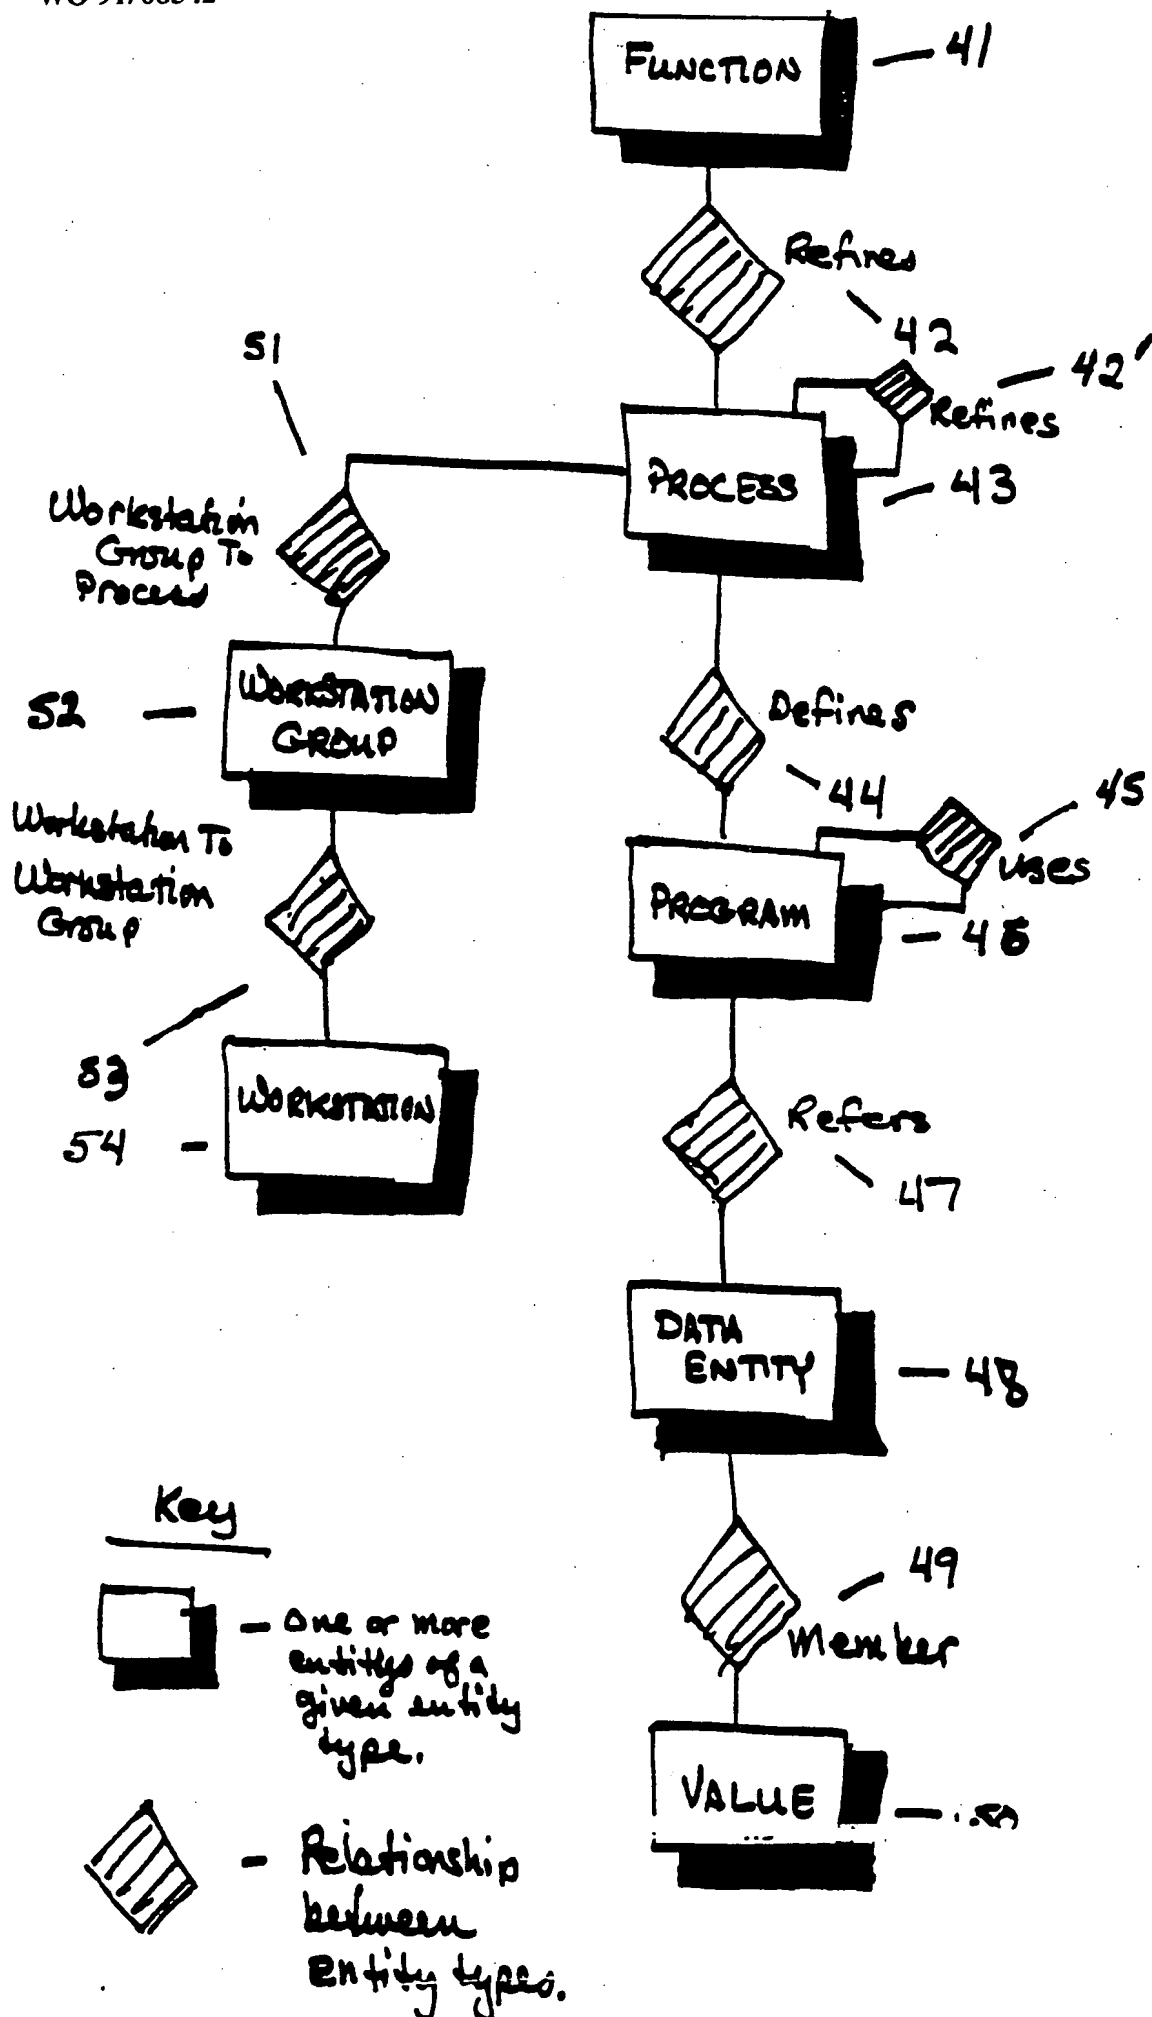 FUNCTION
41
Refines
42
42'
Refines
51
PROCESS
43
Workstation
Group To
Process
WORKSTATION
GROUP
52
Defines
44
45
uses
Workstation To
Workstation
Group
PROGRAM
46
53
WORKSTATION
54
Refers
47
DATA
ENTITY
48
Key
One or more
of a
given entity
type.
49
Member
VALUE
Relationship
between
entity types.